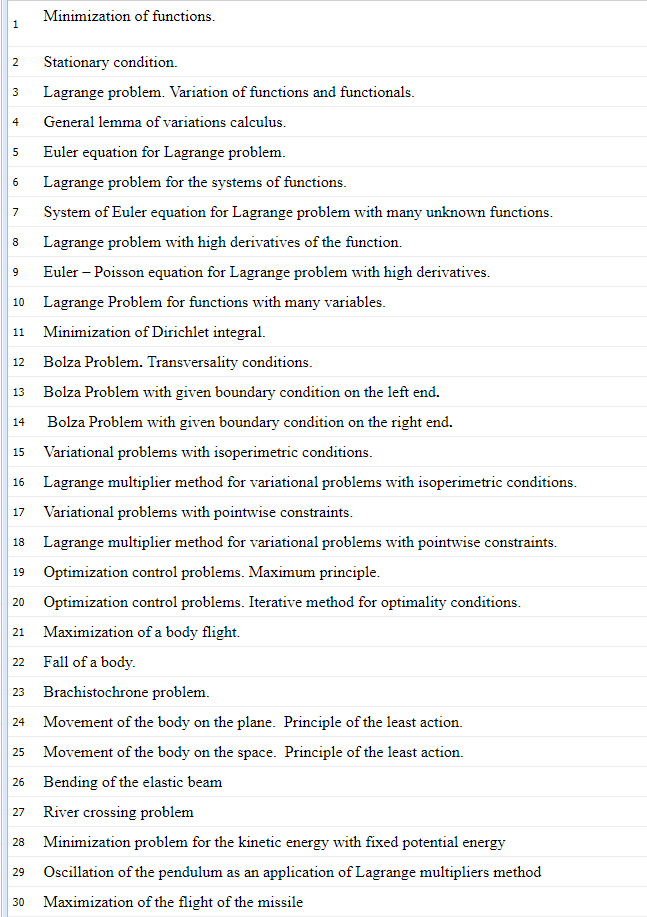 1 Minimization of functions.
2 Stationary condition.
3 Lagrange problem. Variation of functions and functionals.
4 General lemma of variations calculus.
5 Euler equation for Lagrange problem.
6 Lagrange problem for the systems of functions.
7 System of Euler equation for Lagrange problem with many unknown functions.
8 Lagrange problem with high derivatives of the function.
9 Euler – Poisson equation for Lagrange problem with high derivatives.
10 Lagrange Problem for functions with many variables.
11 Minimization of Dirichlet integral.
12 Bolza Problem. Transversality conditions.
13 Bolza Problem with given boundary condition on the left end.
14 Bolza Problem with given boundary condition on the right end.
15 Variational problems with isoperimetric conditions.
16 Lagrange multiplier method for variational problems with isoperimetric conditions.
17 Variational problems with pointwise constraints.
18 Lagrange multiplier method for variational problems with pointwise constraints.
19 Optimization control problems. Maximum principle.
20 Optimization control problems. Iterative method for optimality conditions.
21 Maximization of a body flight.
22 Fall of a body.
23 Brachistochrone problem.
24 Movement of the body on the plane. Principle of the least action.
25 Movement of the body on the space. Principle of the least action.
26 Bending of the elastic beam
27 River crossing problem
28 Minimization problem for the kinetic energy with fixed potential energy
29 Oscillation of the pendulum as an application of Lagrange multipliers method
30 Maximization of the flight of the missile